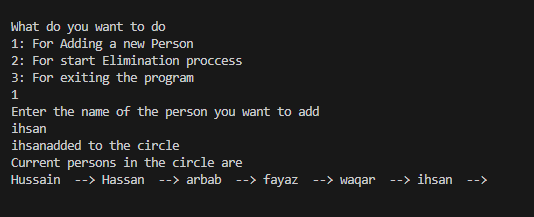 What do you want to do
1: For Adding a new Person
2: For start Elimination proccess
3: For exiting the program
1
Enter the name of the person you want to add
ihsan
ihsanadded to the circle
Current persons in the circle are
Hussain  --> Hassan  --> arbab  --> fayaz  --> waqar  --> ihsan  -->